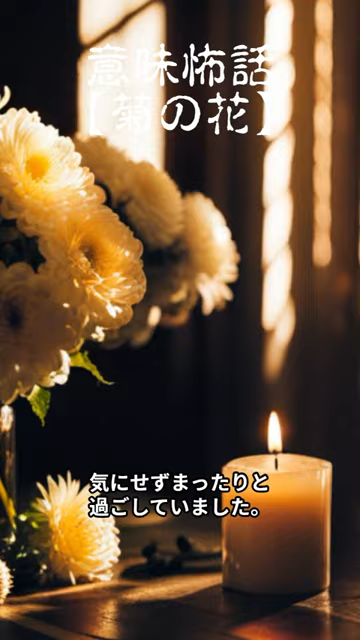 意味怖話
【菊の花】
気にせずまったりと
過ごしていました。